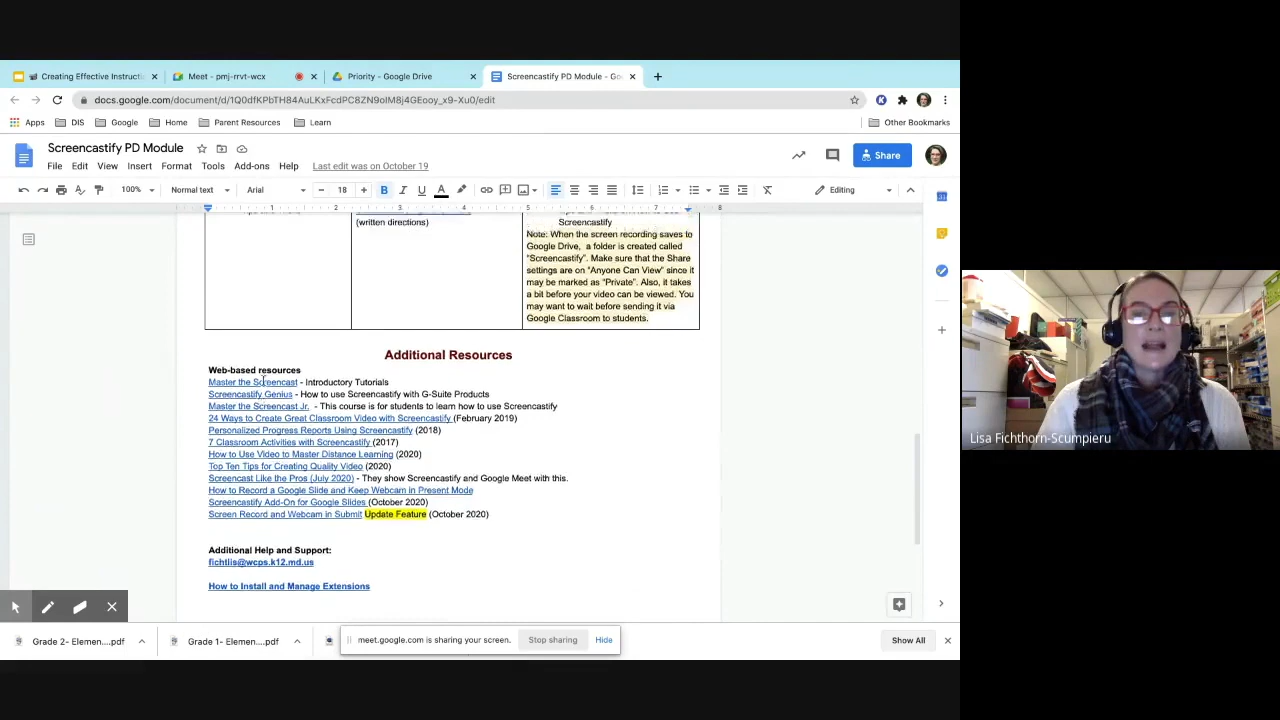 Creating Effective Instructi
Meet - pmj-rrvt-wcx
Priority - Google Drive
Screencastify PD Module - Go
docs.google.com/document/d/1Q0dfKPbTH84AuLKxFcdPC8ZN9oIM8j4GEooy_x9-Xu0/edit
Apps DIS Google Home Parent Resources Learn Other Bookmarks
Screencastify PD Module
File Edit View Insert Format Tools Add-ons Help Last edit was on October 19
Share
100% Normal text Arial 18 B I U A Editing
1 2 3 4 5 6 7 8
(written directions)
Screencastify
Note: When the screen recording saves to
Google Drive, a folder is created called
"Screencastify". Make sure that the Share
settings are on "Anyone Can View" since it
may be marked as "Private". Also, it takes
a bit before your video can be viewed. You
may want to wait before sending it via
Google Classroom to students.
Additional Resources
Web-based resources
Master the Screencast - Introductory Tutorials
Screencastify Genius - How to use Screencastify with G-Suite Products
Master the Screencast Jr. - This course is for students to learn how to use Screencastify
24 Ways to Create Great Classroom Video with Screencastify (February 2019)
Personalized Progress Reports Using Screencastify (2018)
7 Classroom Activities with Screencastify (2017)
How to Use Video to Master Distance Learning (2020)
Top Ten Tips for Creating Quality Video (2020)
Screencast Like the Pros (July 2020) - They show Screencastify and Google Meet with this.
How to Record a Google Slide and Keep Webcam in Present Mode
Screencastify Add-On for Google Slides (October 2020)
Screen Record and Webcam in Submit Update Feature (October 2020)
Additional Help and Support:
fichtlis@wcps.k12.md.us
How to Install and Manage Extensions
Lisa Fichthorn-Scumpieru
Grade 2- Elemen....pdf
Grade 1- Elemen....pdf
meet.google.com is sharing your screen.
Stop sharing
Hide
Show All